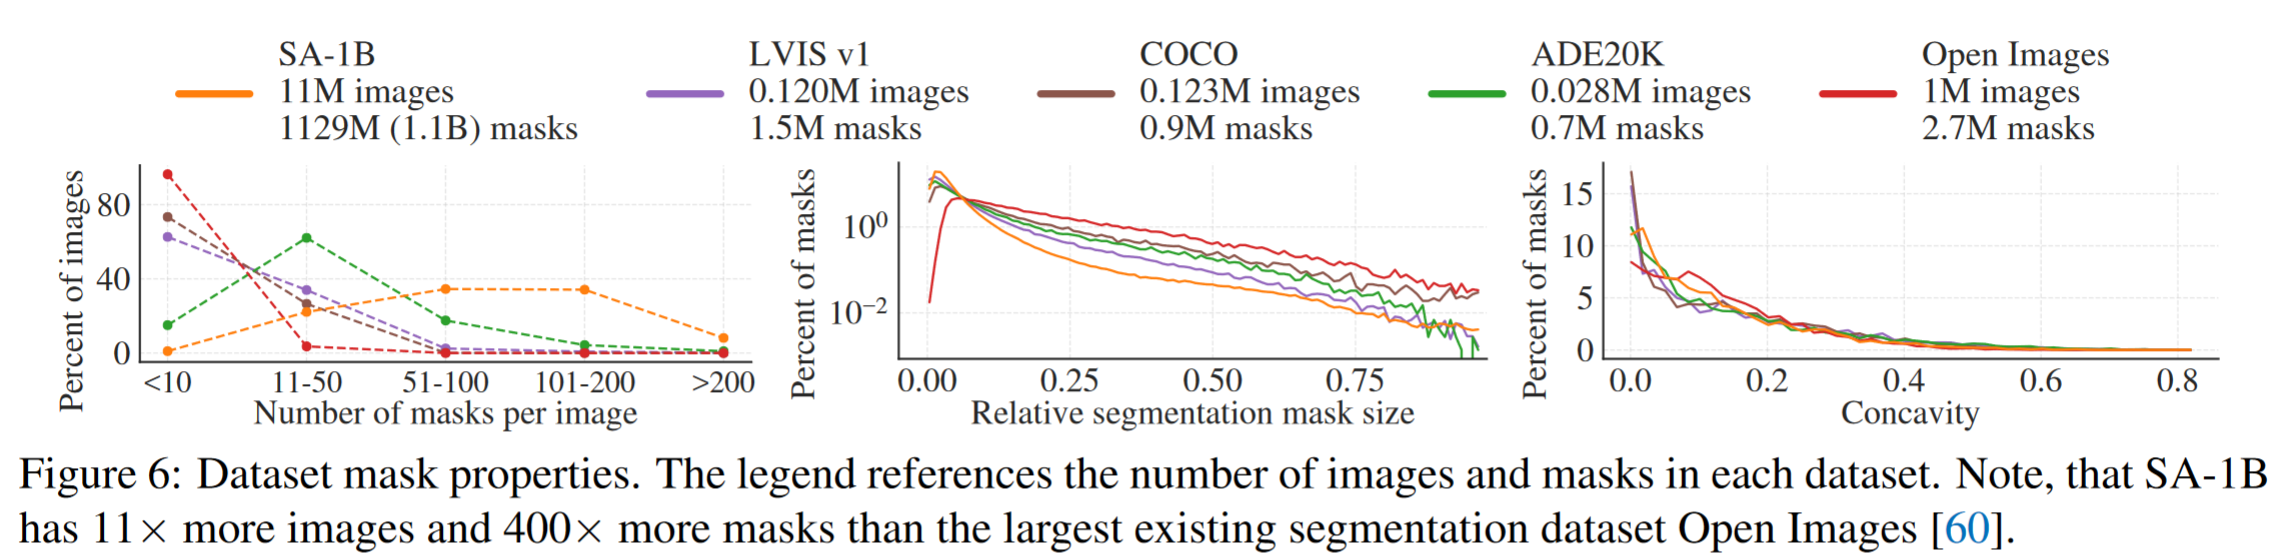 SA-1B
11M images
1129M (1.1B) masks
LVIS v1
0.120M images
1.5M masks
COCO
0.123M images
0.9M masks
ADE20K
0.028M images
0.7M masks
Open Images
1M images
2.7M masks
Percent of images
80
40
0
<10 11-50 51-100 101-200 >200
Number of masks per image
Percent of masks
10⁰
10⁻²
0.00 0.25 0.50 0.75
Relative segmentation mask size
Percent of masks
15
10
5
0
0.0 0.2 0.4 0.6 0.8
Concavity
Figure 6: Dataset mask properties. The legend references the number of images and masks in each dataset. Note, that SA-1B
has 11× more images and 400× more masks than the largest existing segmentation dataset Open Images [60].